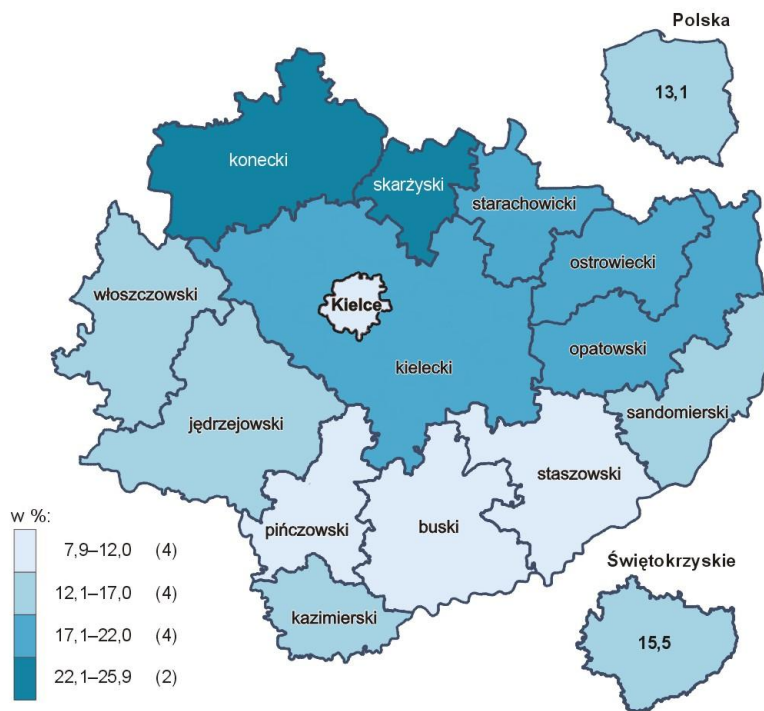 Polska
13,1
konecki
skarżyski
starachowicki
ostrowiecki
włoszczowski
Kielce
opatowski
kielecki
sandomierski
jędrzejowski
staszowski
w %:
pińczowski
buski
7,9–12,0 (4)
Świętokrzyskie
12,1–17,0 (4)
kazimierski
17,1–22,0 (4)
15,5
22,1–25,9 (2)